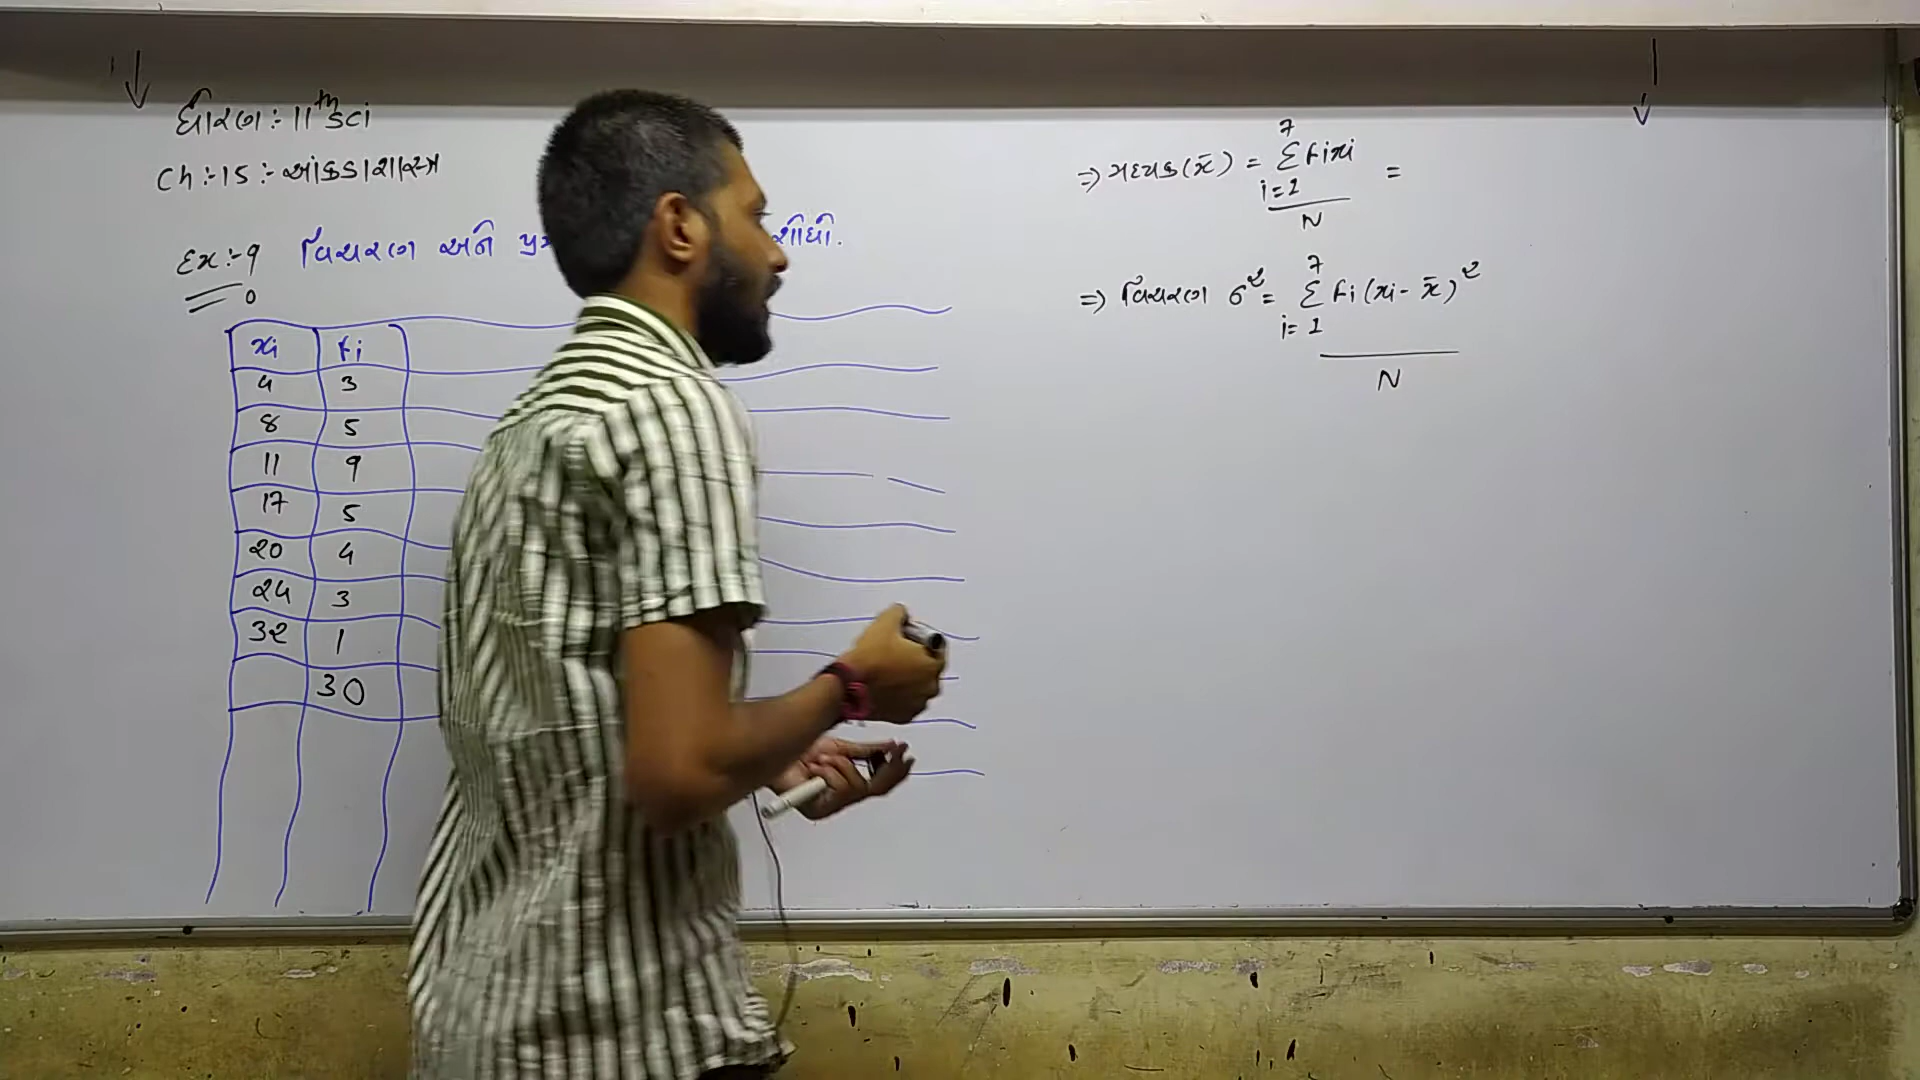 ધોરણ :- 11th Sci
Ch :- 15 :- આંકડાશાસ્ત્ર
Ex :- 9 વિચરણ અને શોધો.
xi fi
4 3
8 5
11 9
17 5
20 4
24 3
32 1
30
⇒ મધ્યક (x̄) = 7 Σ i=1 fixi / N =
⇒ વિચરણ σ² = 7 Σ i=1 fi (xi - x̄)² / N